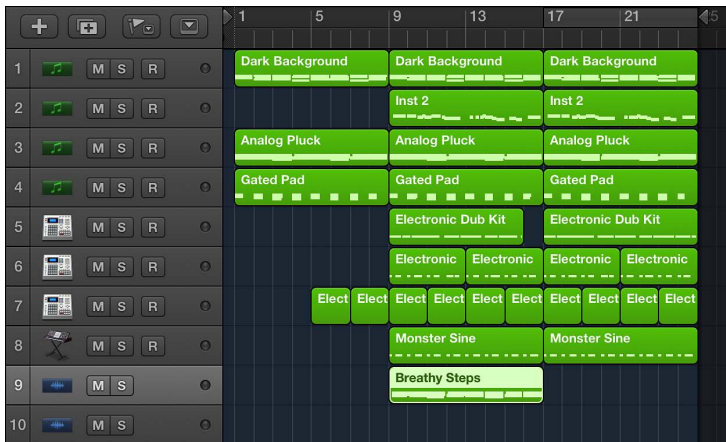 1 5 9 13 17 21 25
1 M S R Dark Background Dark Background Dark Background
2 M S R Inst 2 Inst 2
3 M S R Analog Pluck Analog Pluck Analog Pluck
4 M S R Gated Pad Gated Pad Gated Pad
5 M S Electronic Dub Kit Electronic Dub Kit
6 M S R Electronic Electronic Electronic Electronic
7 M S R Elect Elect Elect Elect Elect Elect Elect Elect Elect Elect
8 M S R Monster Sine Monster Sine
9 M S Breathy Steps
10 M S